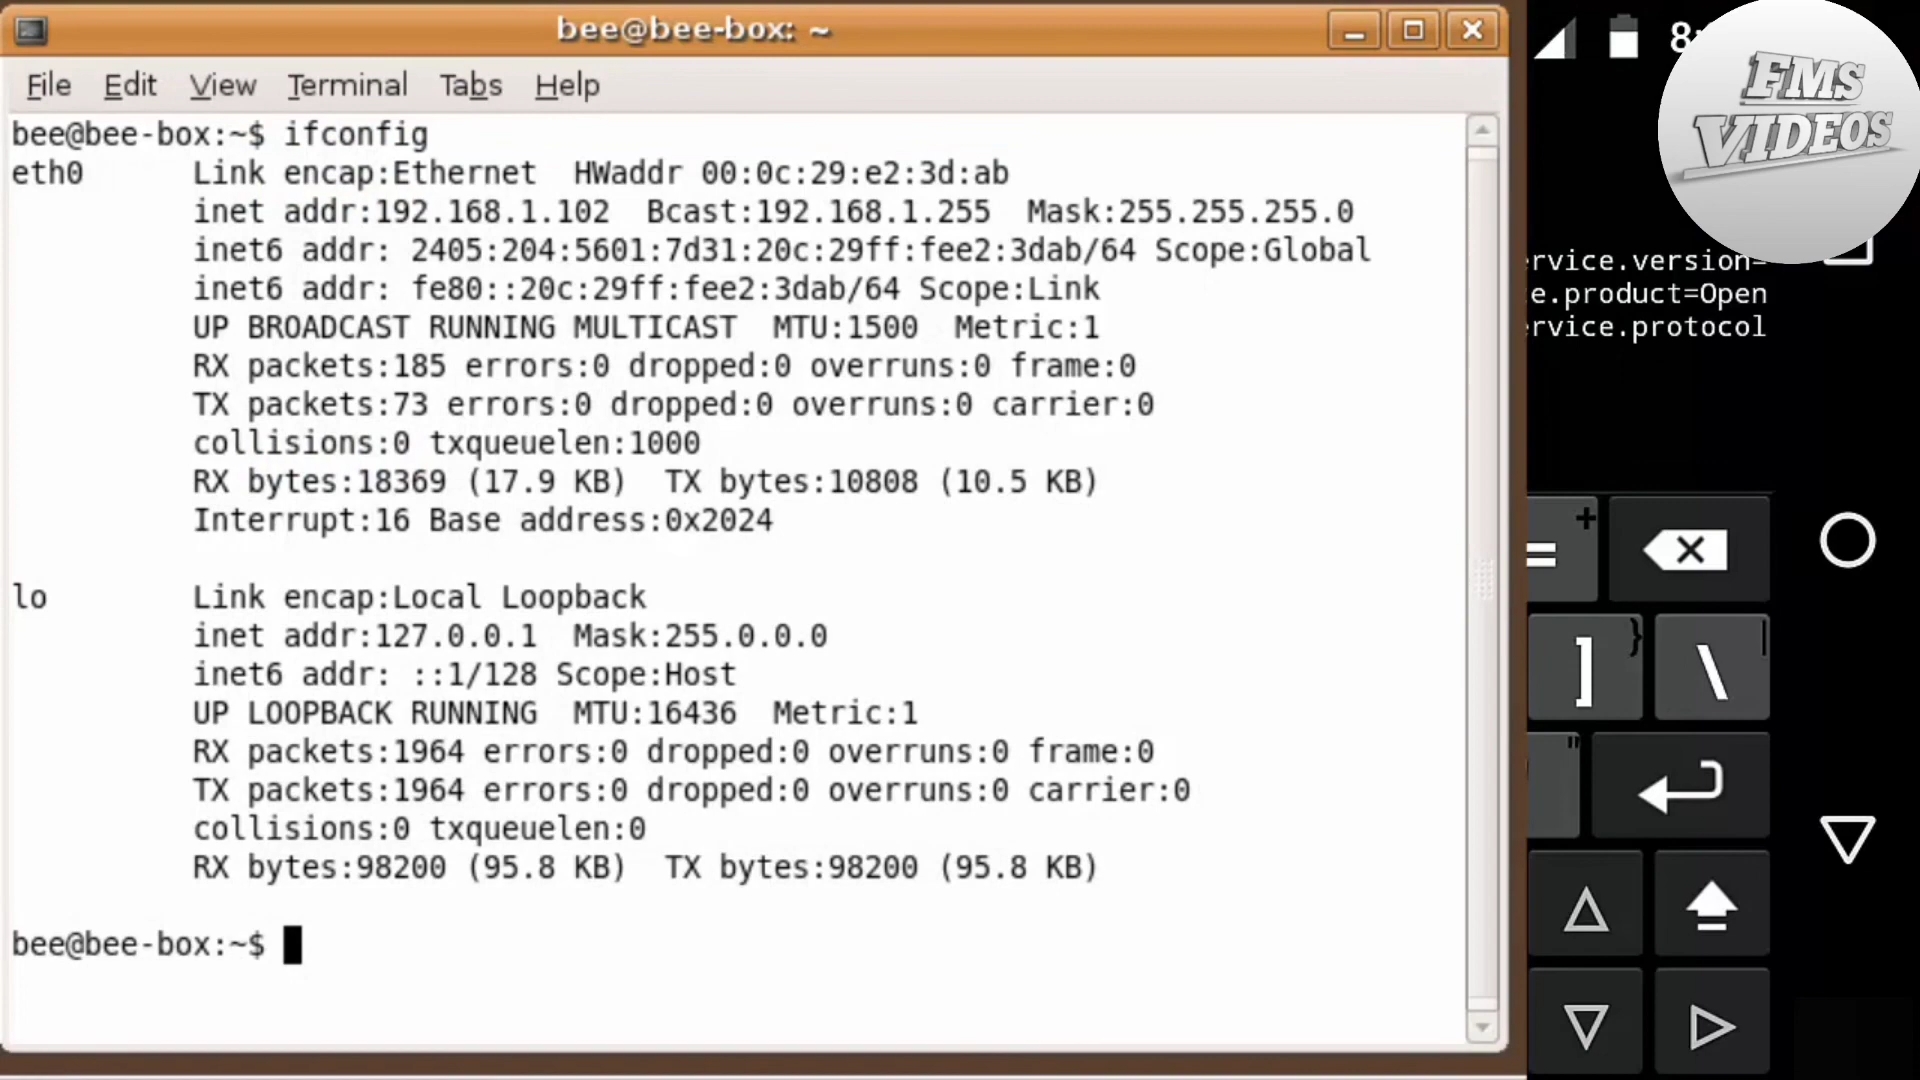 bee@bee-box: ~
File Edit View Terminal Tabs Help
bee@bee-box:~$ ifconfig
eth0 Link encap:Ethernet HWaddr 00:0c:29:e2:3d:ab
inet addr:192.168.1.102 Bcast:192.168.1.255 Mask:255.255.255.0
inet6 addr: 2405:204:5601:7d31:20c:29ff:fee2:3dab/64 Scope:Global
inet6 addr: fe80::20c:29ff:fee2:3dab/64 Scope:Link
UP BROADCAST RUNNING MULTICAST MTU:1500 Metric:1
RX packets:185 errors:0 dropped:0 overruns:0 frame:0
TX packets:73 errors:0 dropped:0 overruns:0 carrier:0
collisions:0 txqueuelen:1000
RX bytes:18369 (17.9 KB) TX bytes:10808 (10.5 KB)
Interrupt:16 Base address:0x2024
lo Link encap:Local Loopback
inet addr:127.0.0.1 Mask:255.0.0.0
inet6 addr: ::1/128 Scope:Host
UP LOOPBACK RUNNING MTU:16436 Metric:1
RX packets:1964 errors:0 dropped:0 overruns:0 frame:0
TX packets:1964 errors:0 dropped:0 overruns:0 carrier:0
collisions:0 txqueuelen:0
RX bytes:98200 (95.8 KB) TX bytes:98200 (95.8 KB)
bee@bee-box:~$
8:
FMS
VIDEOS
rvice.version=
e.product=Open
rvice.protocol
= +
] }
\ |
"